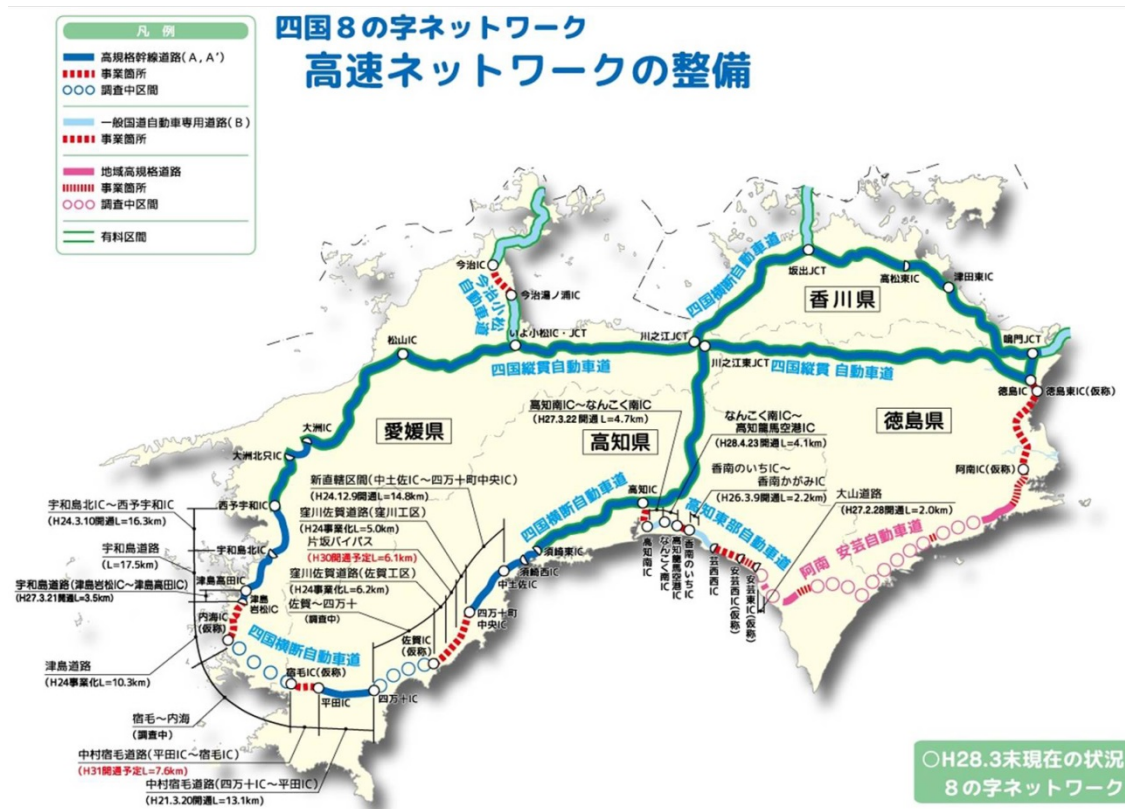 四国8の字ネットワーク
高速ネットワークの整備
凡例
高規格幹線道路(A,A’)
事業箇所
調査中区間
一般国道自動車専用道路(B)
事業箇所
地域高規格道路
事業箇所
調査中区間
有料区間
今治IC
今治小松
自動車道
今治湯ノ浦IC
いよ小松IC・JCT
松山IC
四国縦貫自動車道
四国横断自動車道
坂出JCT
高松東IC
津田東IC
香川県
川之江JCT
川之江東JCT
四国縦貫 自動車道
鳴門JCT
徳島IC
徳島東IC(仮称)
徳島県
阿南IC(仮称)
愛媛県
高知県
大洲IC
大洲北只IC
西予宇和IC
宇和島北IC
津島高田IC
津島
岩松IC
内海IC
(仮称)
高知南IC〜なんこく南IC
(H27.3.22開通L=4.7km)
なんこく南IC〜
高知龍馬空港IC
(H28.4.23開通L=4.1km)
香南のいちIC〜
香南かがみIC
(H26.3.9開通L=2.2km)
大山道路
(H27.2.28開通L=2.0km)
新直轄区間(中土佐IC〜四万十町中央IC)
(H24.12.9開通L=14.8km)
窪川佐賀道路(窪川工区)
(H24事業化L=5.0km)
片坂バイパス
(H30開通予定L=6.1km)
窪川佐賀道路(佐賀工区)
(H24事業化L=6.2km)
佐賀〜四万十
(調査中)
宇和島北IC〜西予宇和IC
(H24.3.10開通L=16.3km)
宇和島道路
(L=17.5km)
宇和島道路(津島岩松IC〜津島高田IC)
(H27.3.21開通L=3.5km)
津島道路
(H24事業化L=10.3km)
宿毛〜内海
(調査中)
中村宿毛道路(平田IC〜宿毛IC)
(H31開通予定L=7.6km)
中村宿毛道路(四万十IC〜平田IC)
(H21.3.20開通L=13.1km)
四国横断自動車道
高知IC
須崎東IC
須崎西IC
中土佐IC
四万十町
中央IC
佐賀IC
(仮称)
四国横断自動車道
宿毛IC(仮称)
平田IC
四万十IC
高知東部自動車道
高知南IC
なんこく南IC
高知龍馬空港IC
香南のいちIC
芸西西IC
安芸西IC(仮称)
安芸東IC(仮称)
阿南 安芸自動車道
○H28.3末現在の状況
8の字ネットワーク